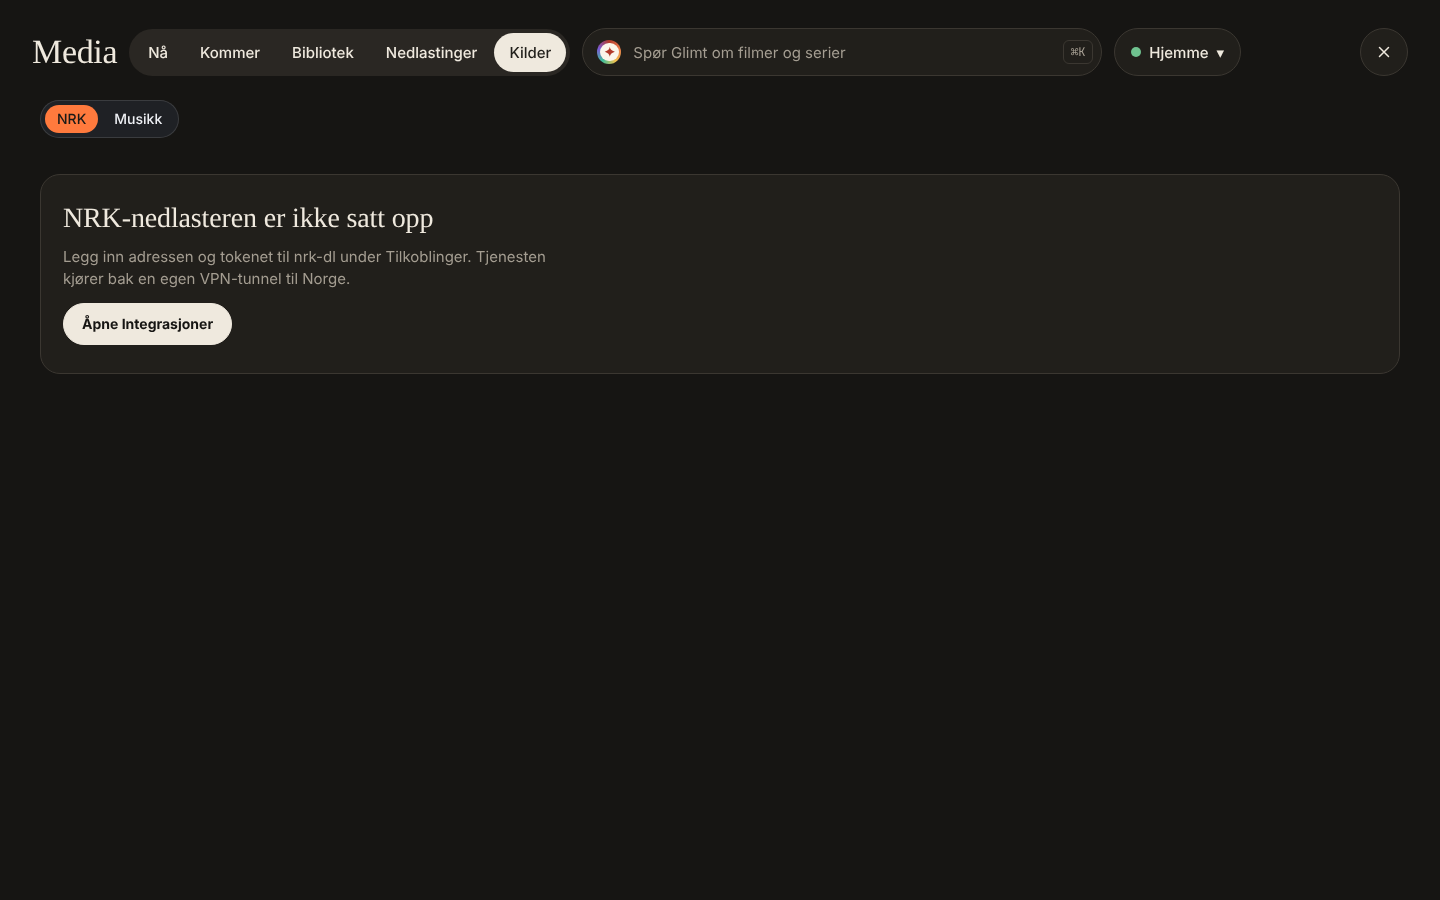 Media
Nå
Kommer
Bibliotek
Nedlastinger
Kilder
Spør Glimt om filmer og serier
⌘K
Hjemme ▾
NRK
Musikk
NRK-nedlasteren er ikke satt opp
Legg inn adressen og tokenet til nrk-dl under Tilkoblinger. Tjenesten
kjører bak en egen VPN-tunnel til Norge.
Åpne Integrasjoner